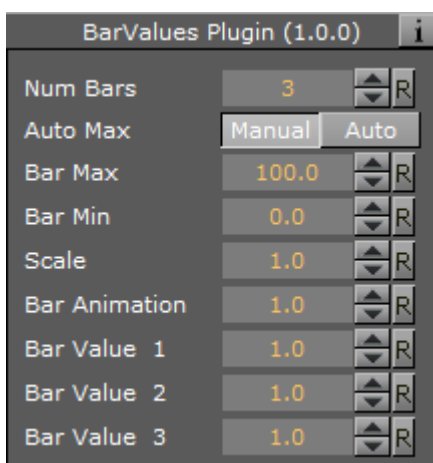 BarValues Plugin (1.0.0) i
Num Bars 3 R
Auto Max Manual Auto
Bar Max 100.0 R
Bar Min 0.0 R
Scale 1.0 R
Bar Animation 1.0 R
Bar Value 1 1.0 R
Bar Value 2 1.0 R
Bar Value 3 1.0 R